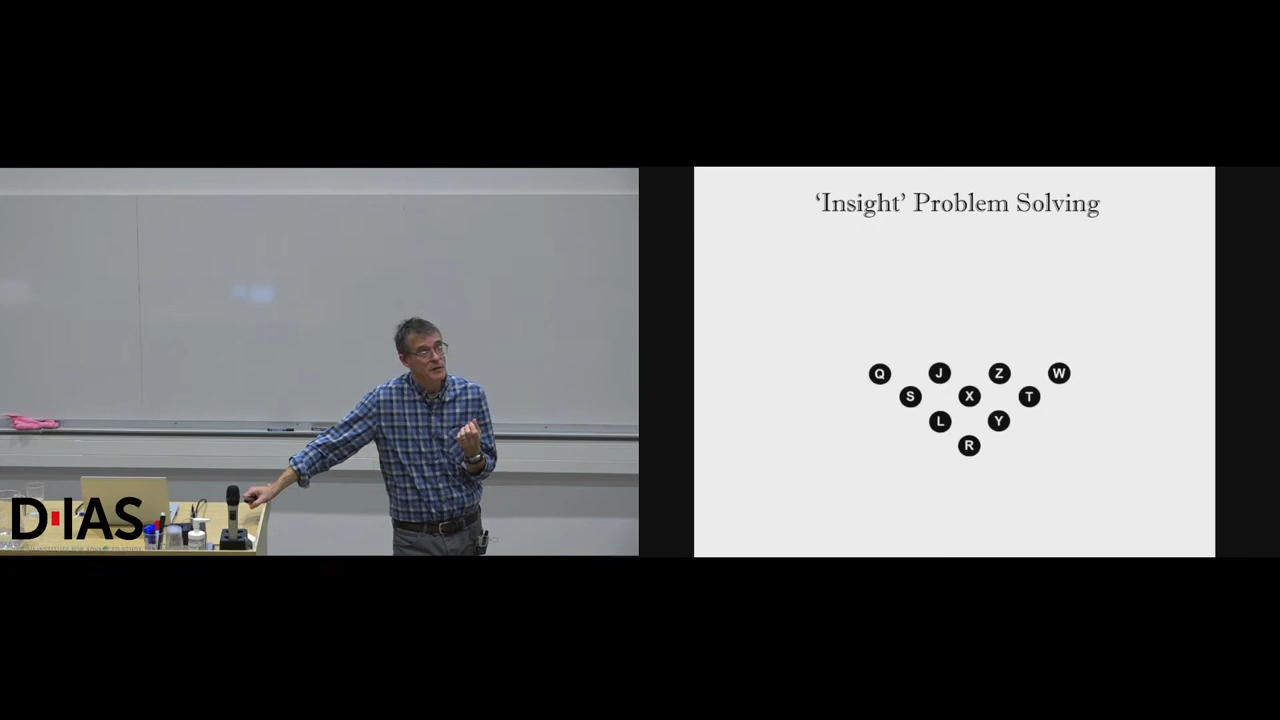 ‘Insight’ Problem Solving
Q J Z W
S X T
L Y
R
D·IAS